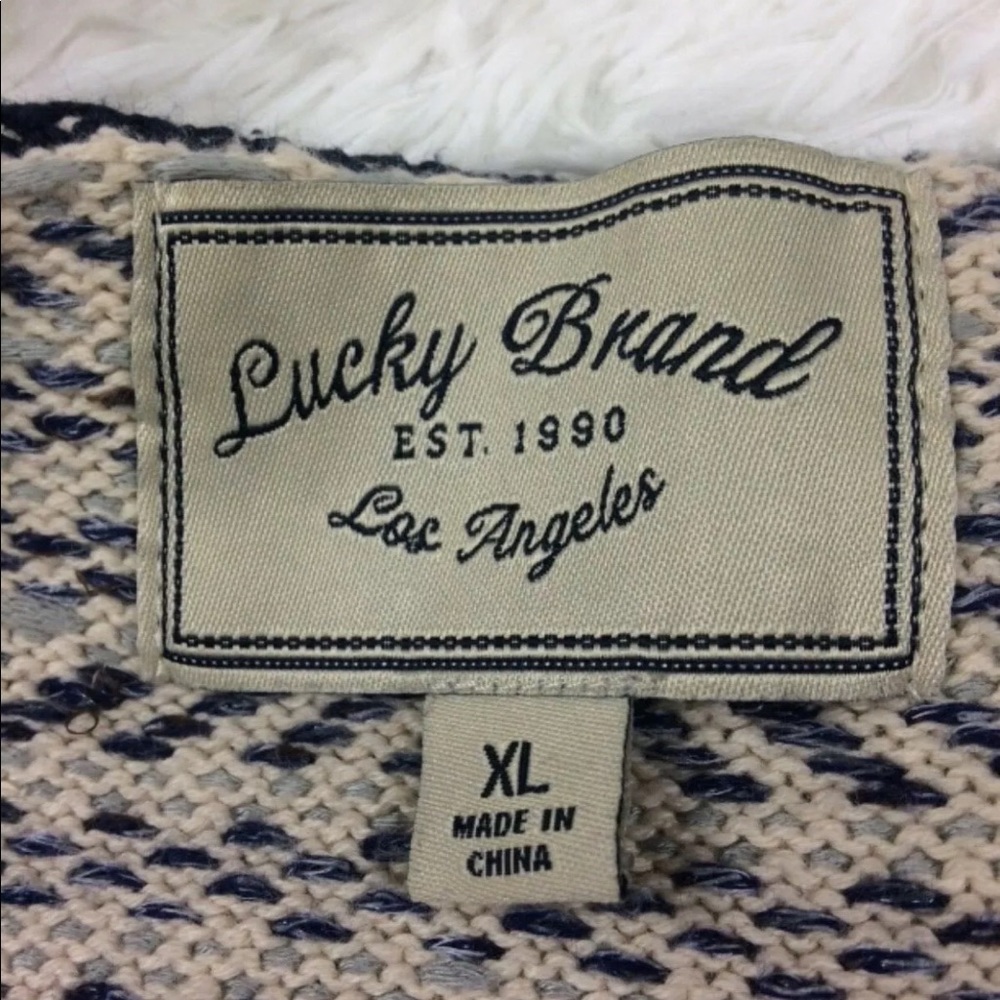 Lucky Brand
EST. 1990
Los Angeles
XL
MADE IN
CHINA